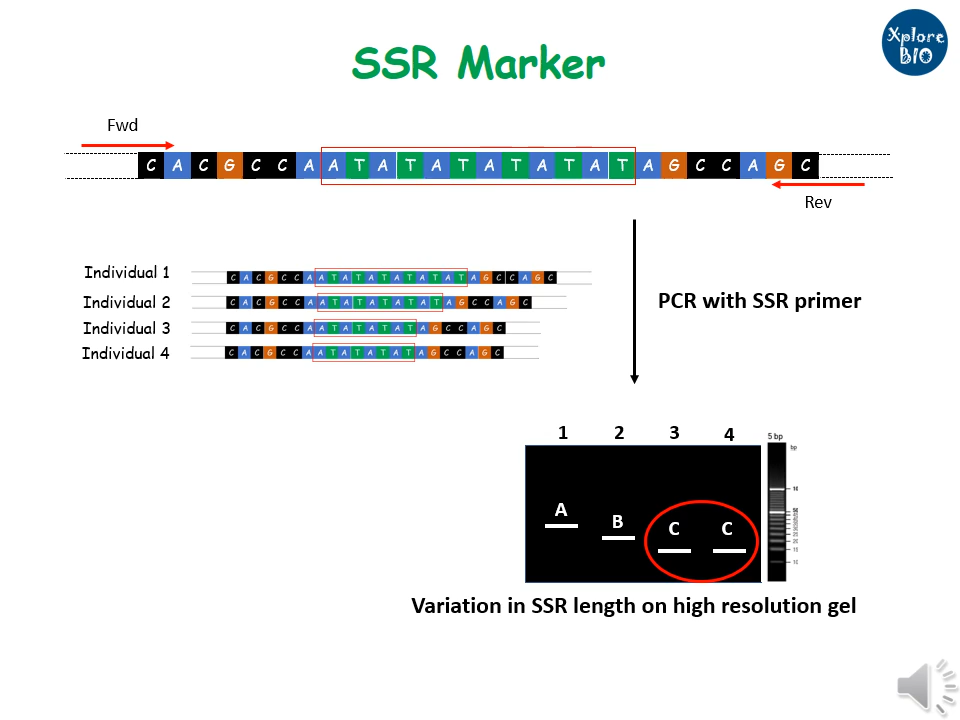 Xplore
BIO
SSR Marker
Fwd
C A C G C C A A T A T A T A T A T A T A G C C A G C
Rev
Individual 1 C A C G C C A A T A T A T A T A T A T A G C C A G C
Individual 2 C A C G C C A A T A T A T A T A T A G C C A G C
Individual 3 C A C G C C A A T A T A T A T A G C C A G C
Individual 4 C A C G C C A A T A T A T A T A G C C A G C
PCR with SSR primer
1 2 3 4 5 bp
bp
A B C C
Variation in SSR length on high resolution gel